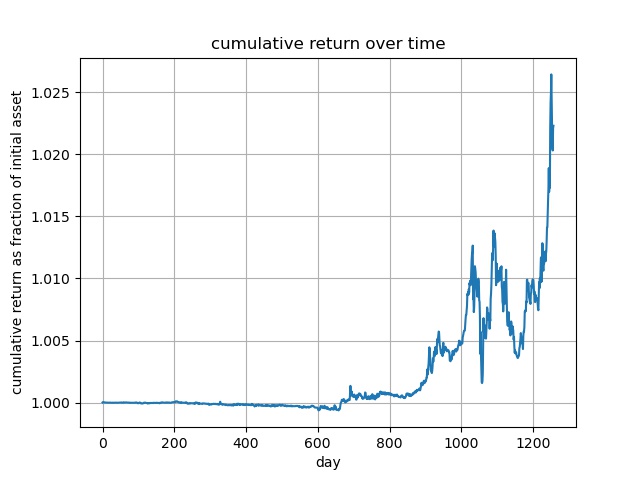 cumulative return over time
cumulative return as fraction of initial asset
1.025
1.020
1.015
1.010
1.005
1.000
0 200 400 600 800 1000 1200
day